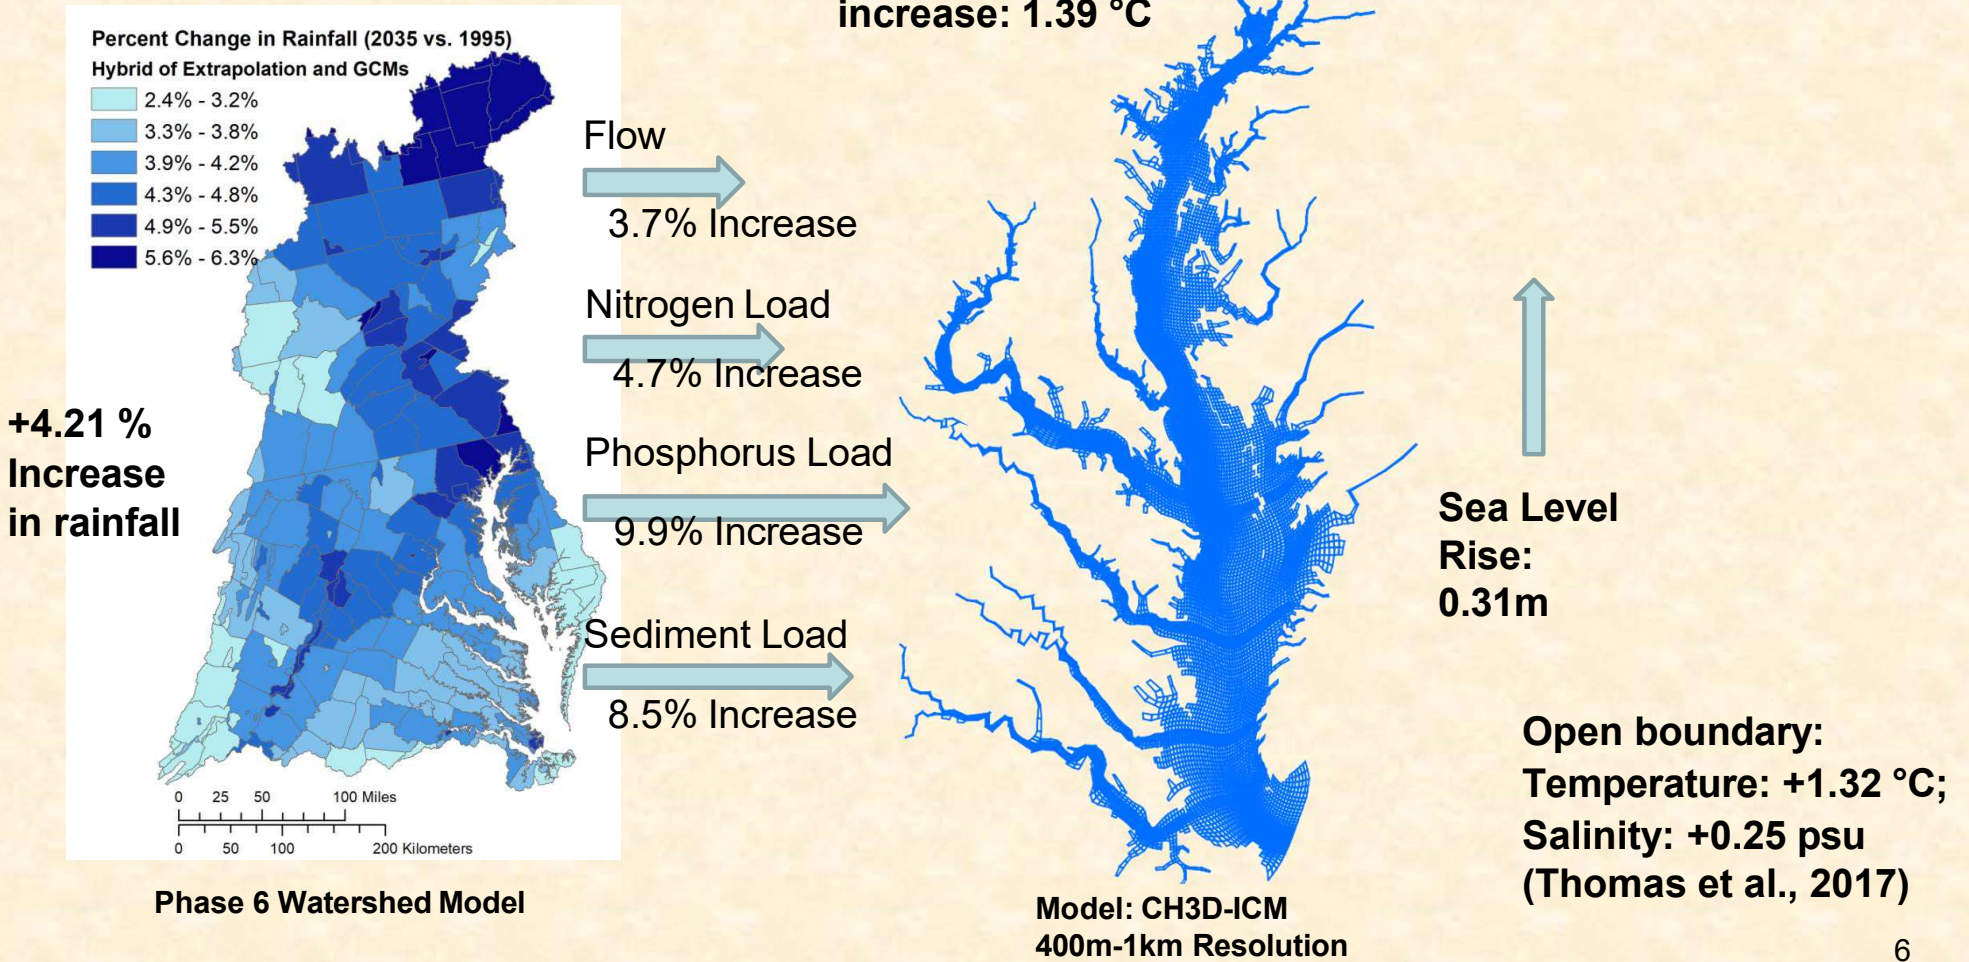 increase: 1.39 °C
Percent Change in Rainfall (2035 vs. 1995)
Hybrid of Extrapolation and GCMs
2.4% - 3.2%
3.3% - 3.8%
3.9% - 4.2%
4.3% - 4.8%
4.9% - 5.5%
5.6% - 6.3%
+4.21 %
Increase
in rainfall
0 25 50 100 Miles
0 50 100 200 Kilometers
Phase 6 Watershed Model
Flow
3.7% Increase
Nitrogen Load
4.7% Increase
Phosphorus Load
9.9% Increase
Sediment Load
8.5% Increase
Model: CH3D-ICM
400m-1km Resolution
Sea Level
Rise:
0.31m
Open boundary:
Temperature: +1.32 °C;
Salinity: +0.25 psu
(Thomas et al., 2017)
6